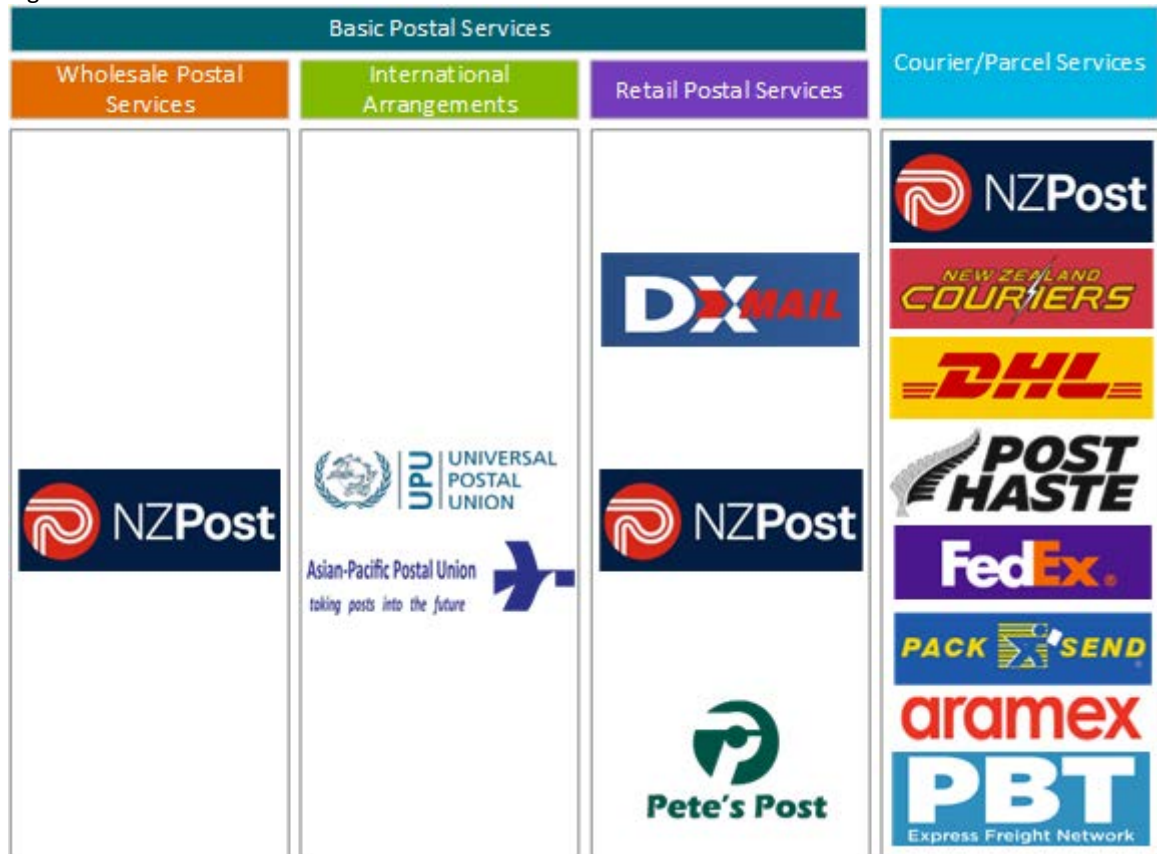 Basic Postal Services
Courier/Parcel Services
Wholesale Postal
Services
International
Arrangements
Retail Postal Services
NZPost
UPU
UNIVERSAL
POSTAL
UNION
Asian-Pacific Postal Union
taking posts into the future
DXMAIL
NZPost
Pete's Post
NZPost
NEW ZEALAND
COURIERS
DHL
POST
HASTE
FedEx®
PACK SEND
aramex
PBT
Express Freight Network